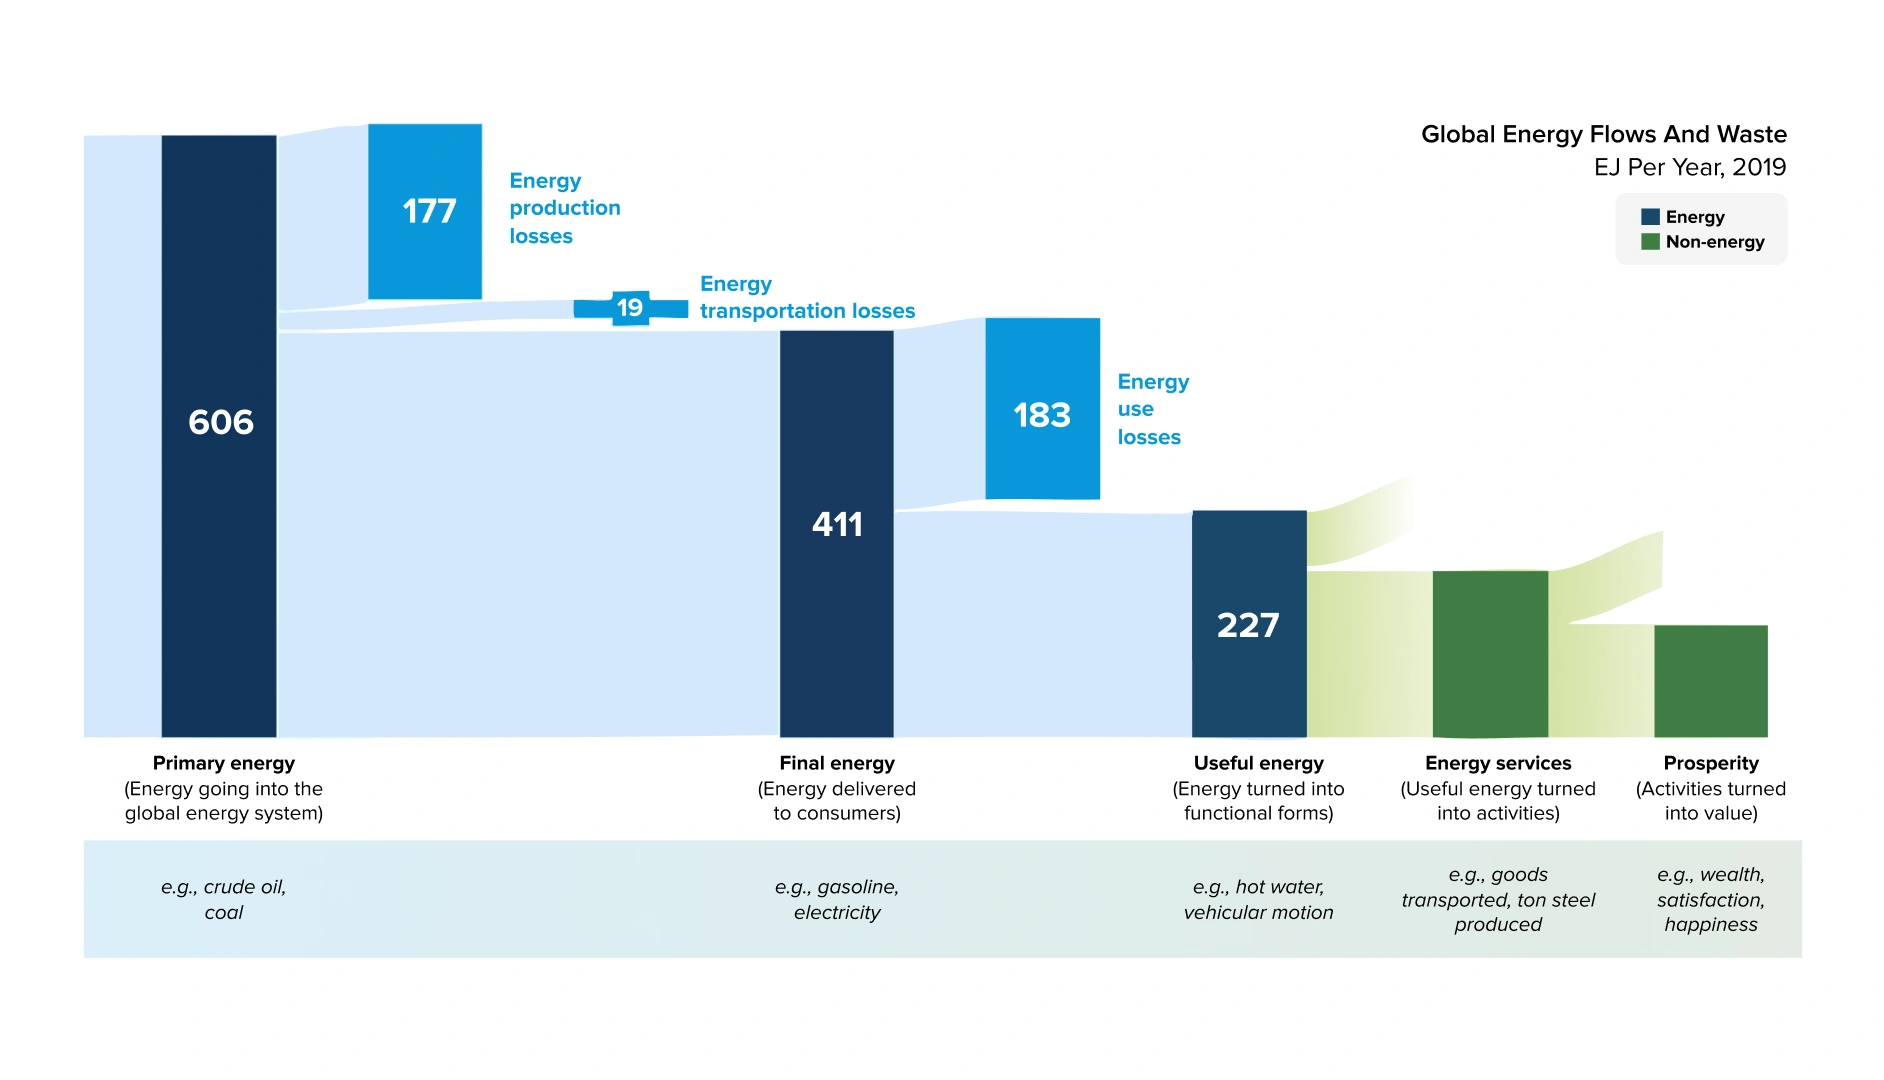 Global Energy Flows And Waste
EJ Per Year, 2019
Energy
Non-energy
177
Energy
production
losses
Energy
transportation losses
19
606
183
Energy
use
losses
411
227
Primary energy
(Energy going into the
global energy system)
Final energy
(Energy delivered
to consumers)
Useful energy
(Energy turned into
functional forms)
Energy services
(Useful energy turned
into activities)
Prosperity
(Activities turned
into value)
e.g., crude oil,
coal
e.g., gasoline,
electricity
e.g., hot water,
vehicular motion
e.g., goods
transported, ton steel
produced
e.g., wealth,
satisfaction,
happiness